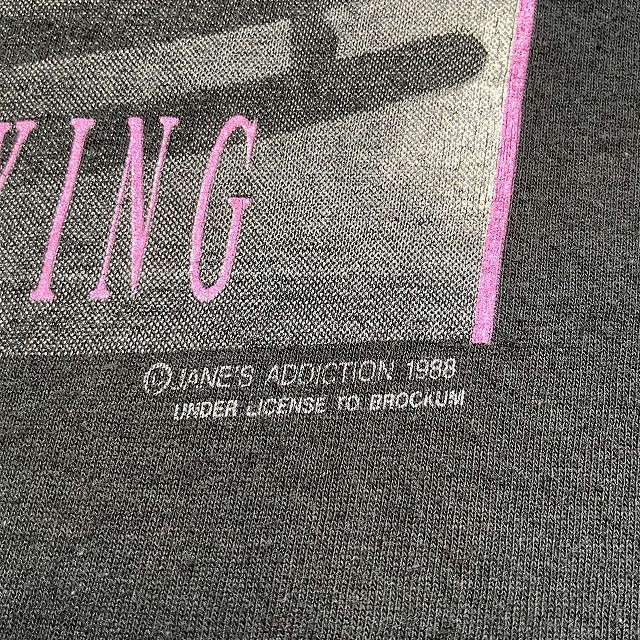 YING
©JANE'S ADDICTION 1988
UNDER LICENSE TO BROCKUM